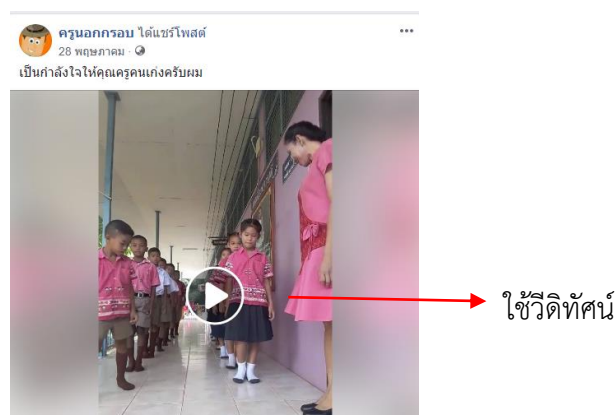 ครูนอกกรอบ ได้แชร์โพสต์
28 พฤษภาคม ·
เป็นกำลังใจให้คุณครูคนเก่งครับผม
ใช้วีดิทัศน์